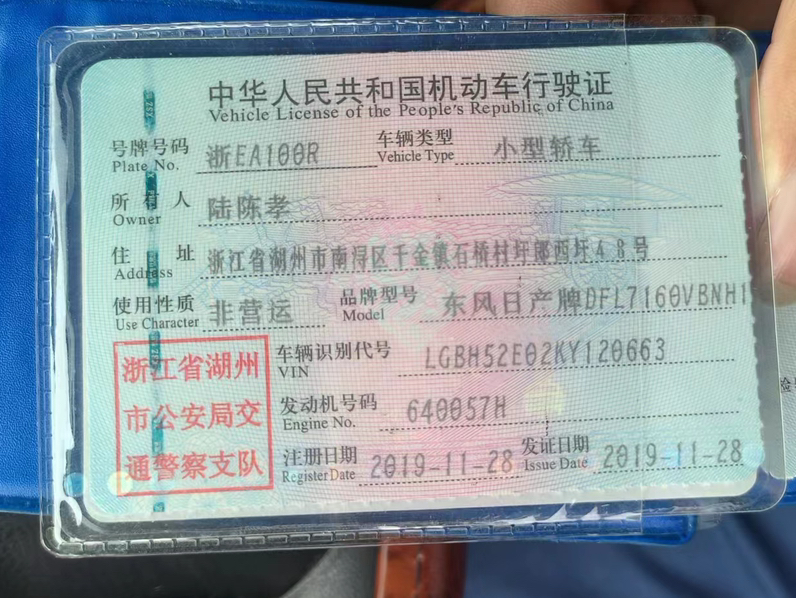 中华人民共和国机动车行驶证
Vehicle License of the People's Republic of China
号牌号码 浙EA100R 车辆类型 小型轿车
Plate No. Vehicle Type
所有人 陆陈孝
Owner
住址 浙江省湖州市南浔区千金镇石桥村坪郎西圩48号
Address
使用性质 非营运 品牌型号 东风日产牌DFL7160VBNH1
Use Character Model
浙江省湖州
市公安局交
通警察支队
车辆识别代号 LGBH52E02KY120663
VIN
发动机号码 640057H
Engine No.
注册日期 2019-11-28 发证日期 2019-11-28
Register Date Issue Date